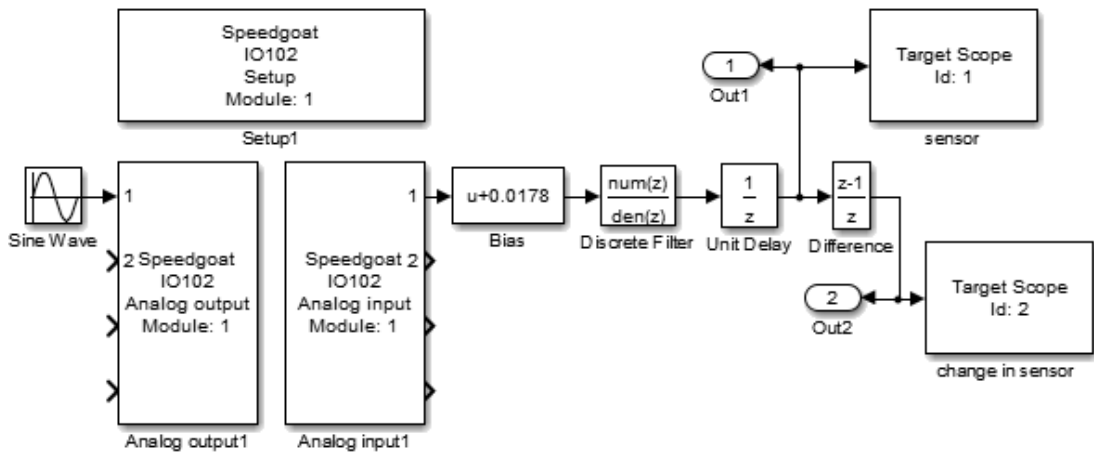 Speedgoat
IO102
Setup
Module: 1
Setup1
1
Out1
Target Scope
Id: 1
sensor
Sine Wave
1
2
Speedgoat
IO102
Analog output
Module: 1
Analog output1
1
Speedgoat
2
IO102
Analog input
Module: 1
Analog input1
u+0.0178
Bias
num(z)
den(z)
Discrete Filter
1
z
Unit Delay
z-1
z
Difference
2
Out2
Target Scope
Id: 2
change in sensor